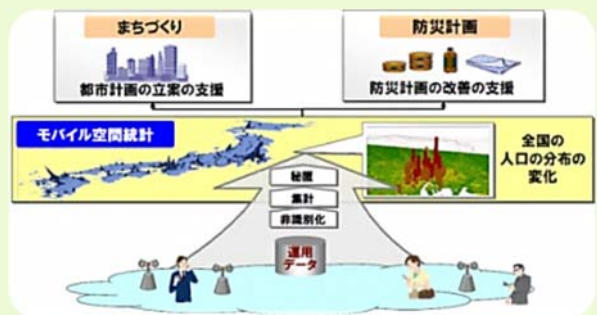 まちづくり
都市計画の立案の支援
防災計画
防災計画の改善の支援
モバイル空間統計
全国の
人口の分布の
変化
秘匿
集計
非識別化
運用
データ